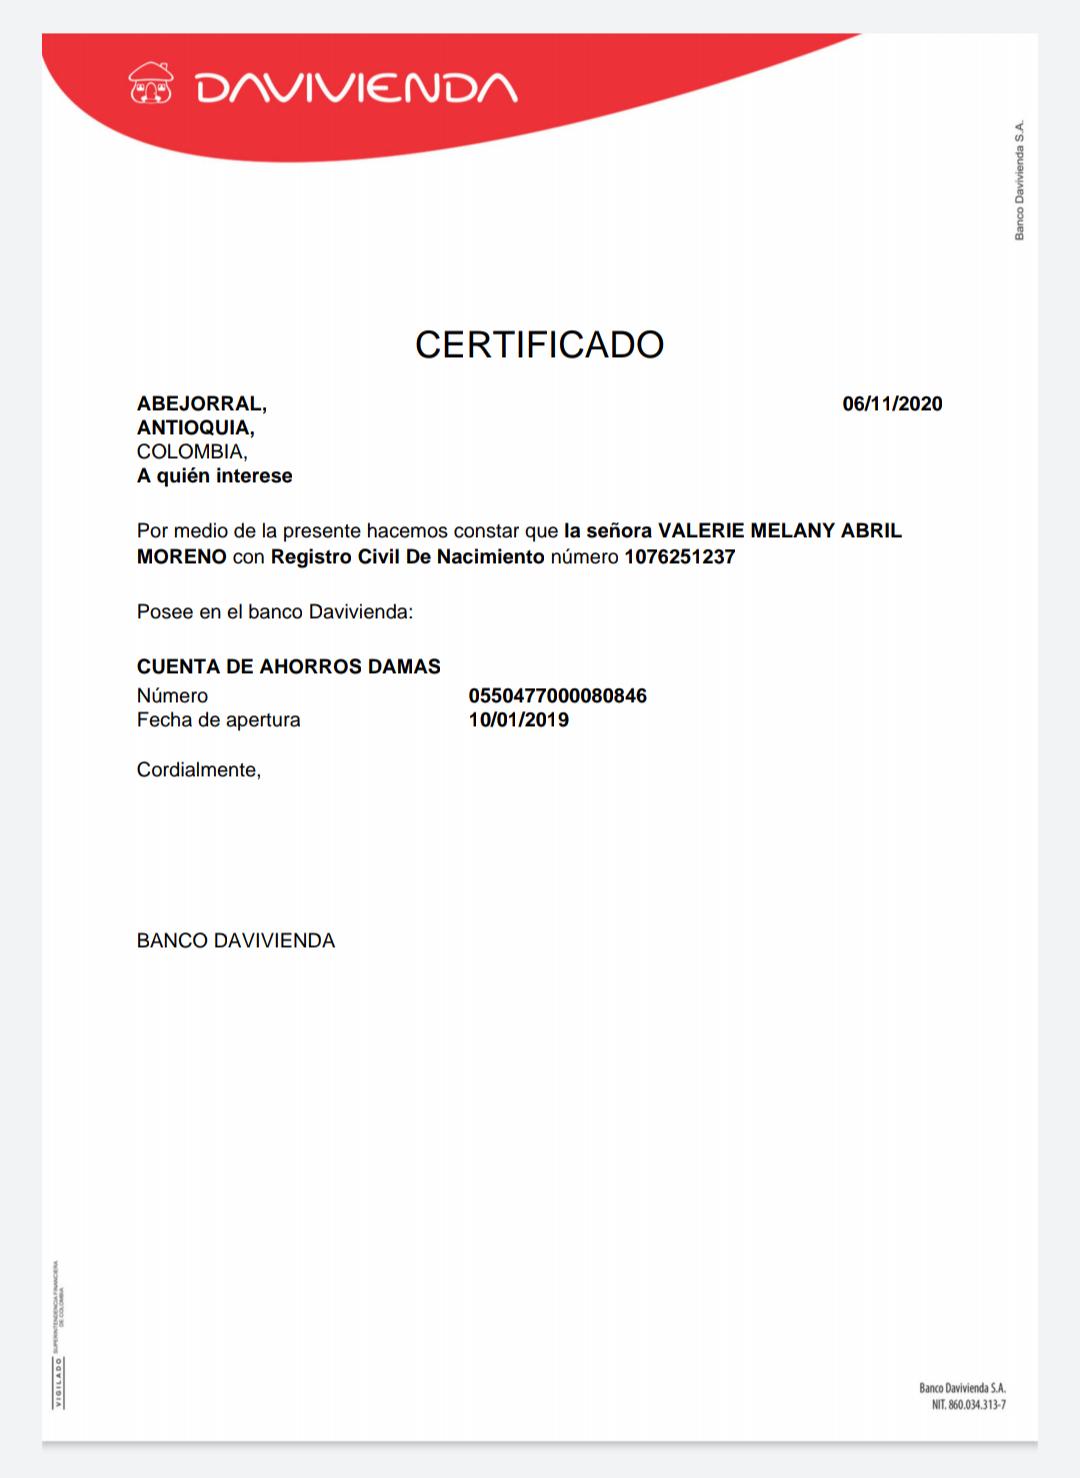 DAVIVIENDA
Banco Davivienda S.A.
CERTIFICADO
ABEJORRAL, 06/11/2020
ANTIOQUIA,
COLOMBIA,
A quién interese
Por medio de la presente hacemos constar que la señora VALERIE MELANY ABRIL
MORENO con Registro Civil De Nacimiento número 1076251237
Posee en el banco Davivienda:
CUENTA DE AHORROS DAMAS
Número 0550477000080846
Fecha de apertura 10/01/2019
Cordialmente,
BANCO DAVIVIENDA
VIGILADO SUPERINTENDENCIA FINANCIERA
DE COLOMBIA
Banco Davivienda S.A.
NIT. 860.034.313-7